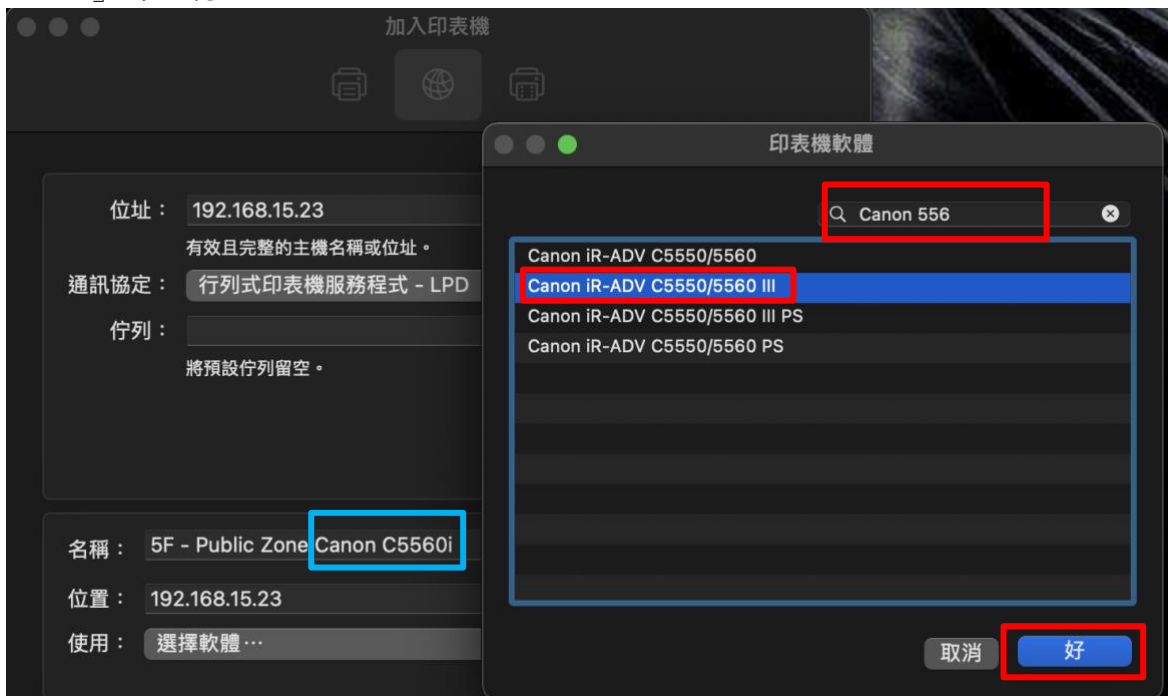 加入印表機
位址： 192.168.15.23
有效且完整的主機名稱或位址。
通訊協定： 行列式印表機服務程式 - LPD
佇列：
將預設佇列留空。
名稱： 5F - Public Zone Canon C5560i
位置： 192.168.15.23
使用： 選擇軟體⋯
印表機軟體
Canon 556
Canon iR-ADV C5550/5560
Canon iR-ADV C5550/5560 III
Canon iR-ADV C5550/5560 III PS
Canon iR-ADV C5550/5560 PS
取消 好